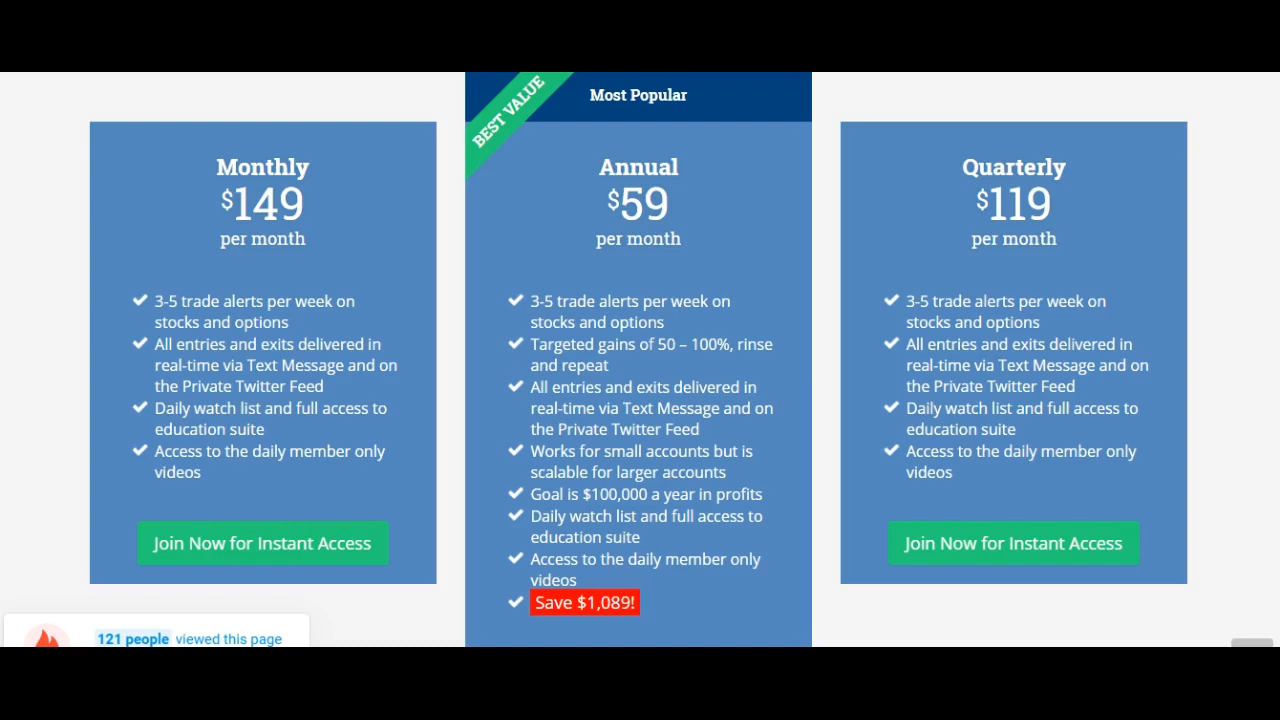 Monthly
$149
per month
3-5 trade alerts per week on
stocks and options
All entries and exits delivered in
real-time via Text Message and on
the Private Twitter Feed
Daily watch list and full access to
education suite
Access to the daily member only
videos
Join Now for Instant Access
BEST VALUE
Most Popular
Annual
$59
per month
3-5 trade alerts per week on
stocks and options
Targeted gains of 50 – 100%, rinse
and repeat
All entries and exits delivered in
real-time via Text Message and on
the Private Twitter Feed
Works for small accounts but is
scalable for larger accounts
Goal is $100,000 a year in profits
Daily watch list and full access to
education suite
Access to the daily member only
videos
Save $1,089!
Quarterly
$119
per month
3-5 trade alerts per week on
stocks and options
All entries and exits delivered in
real-time via Text Message and on
the Private Twitter Feed
Daily watch list and full access to
education suite
Access to the daily member only
videos
Join Now for Instant Access
121 people viewed this page